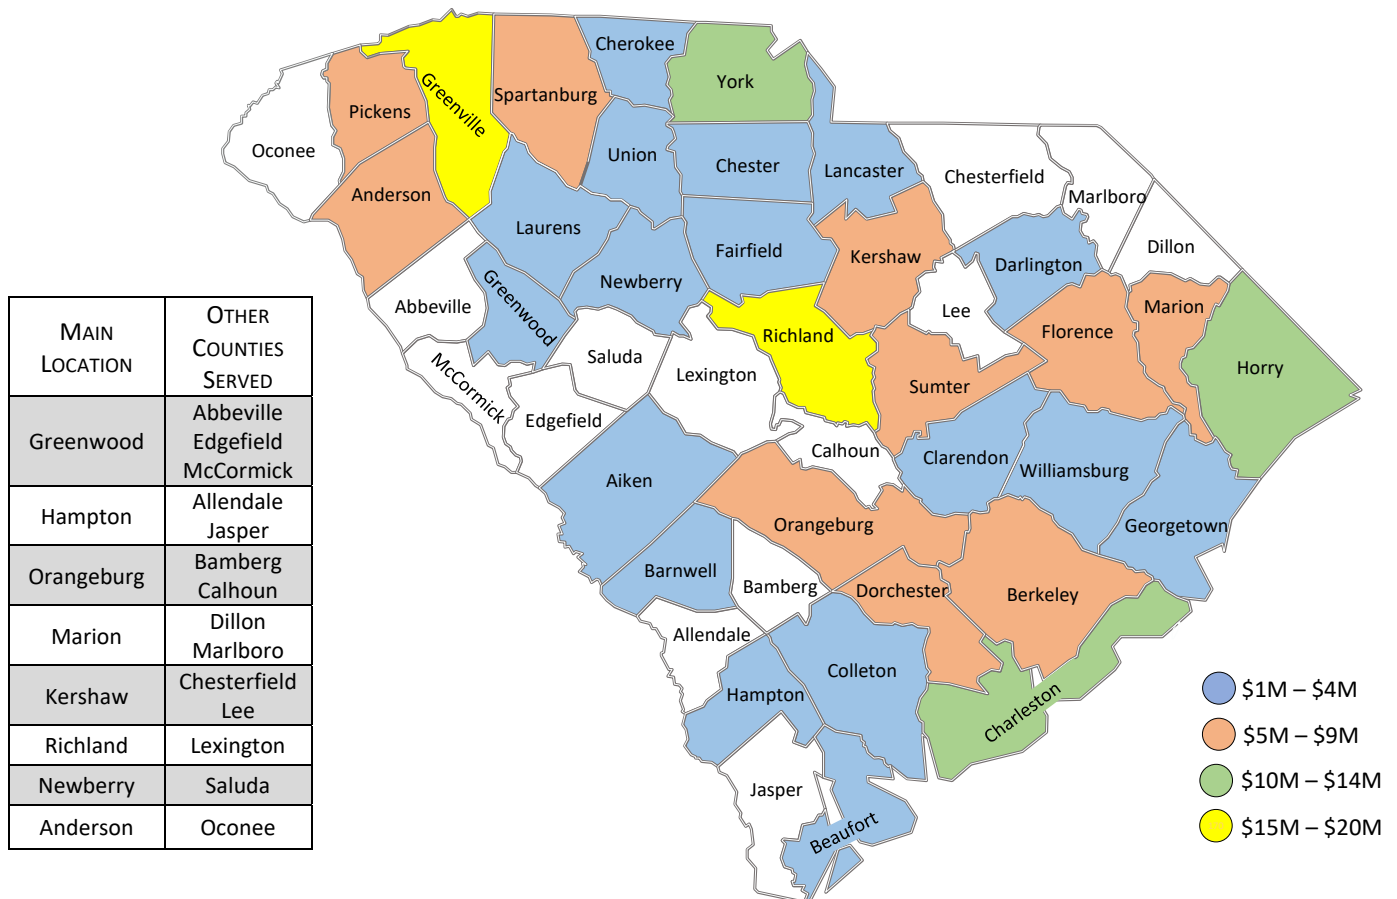 Cherokee
York
Greenville
Spartanburg
Pickens
Oconee
Union
Chester
Lancaster
Chesterfield
Anderson
Marlboro
Laurens
Fairfield
Kershaw
Darlington
Dillon
Newberry
Greenwood
Abbeville
Lee
Marion
Florence
Richland
Saluda
Lexington
Horry
McCormick
Sumter
Edgefield
Calhoun
Clarendon
Williamsburg
Aiken
Orangeburg
Georgetown
Barnwell
Bamberg
Dorchester
Berkeley
Allendale
Colleton
Hampton
Charleston
Jasper
Beaufort
MAIN
LOCATION
OTHER
COUNTIES
SERVED
Greenwood
Abbeville
Edgefield
McCormick
Hampton
Allendale
Jasper
Orangeburg
Bamberg
Calhoun
Marion
Dillon
Marlboro
Kershaw
Chesterfield
Lee
Richland
Lexington
Newberry
Saluda
Anderson
Oconee
$1M – $4M
$5M – $9M
$10M – $14M
$15M – $20M